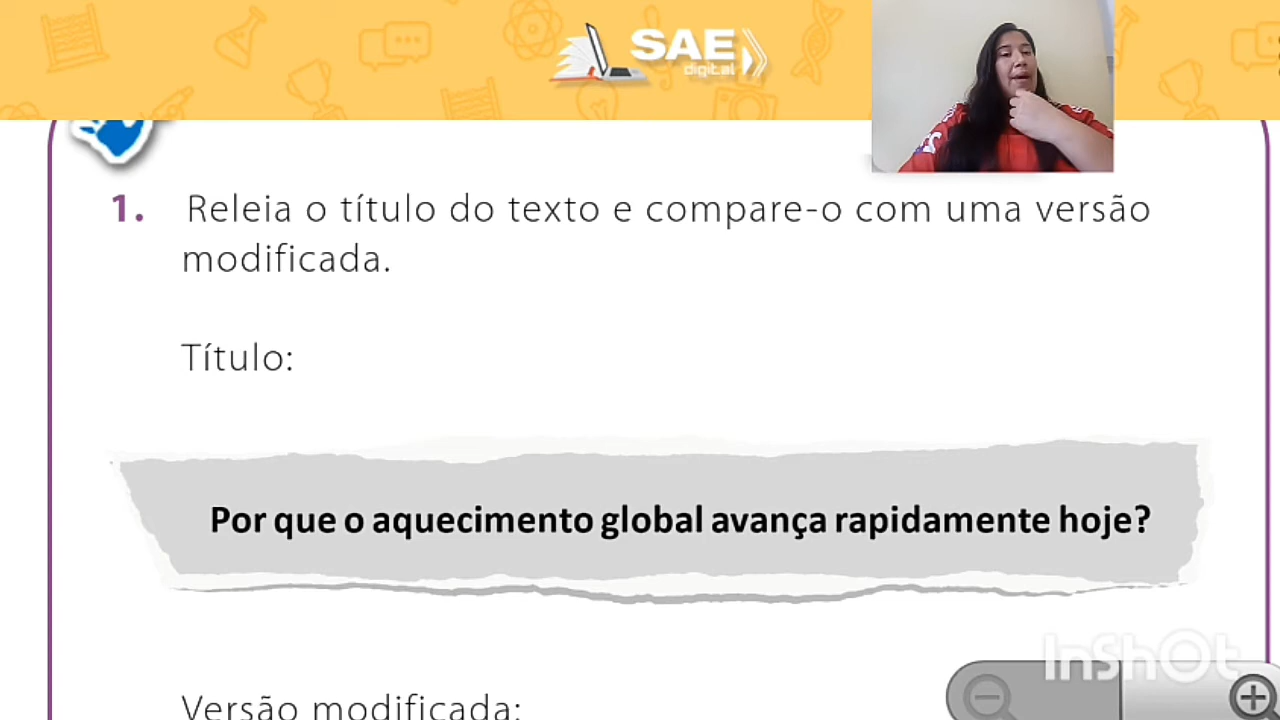 SAE
digital
1. Releia o título do texto e compare-o com uma versão
modificada.
Título:
Por que o aquecimento global avança rapidamente hoje?
InShOt
Versão modificada: